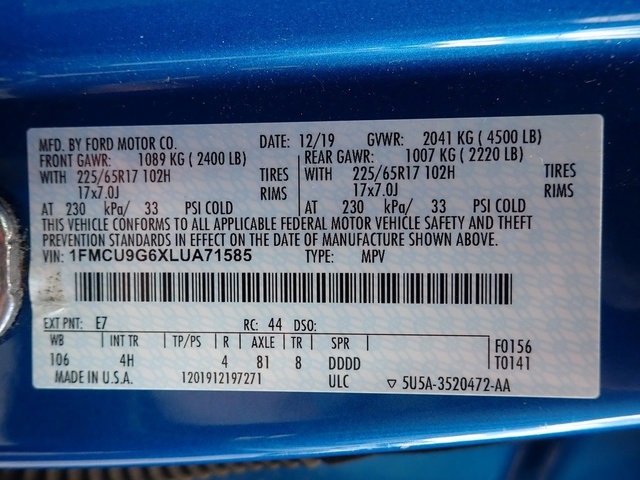 MFD. BY FORD MOTOR CO. DATE: 12/19 GVWR: 2041 KG ( 4500 LB)
FRONT GAWR: 1089 KG ( 2400 LB) REAR GAWR: 1007 KG ( 2220 LB)
WITH 225/65R17 102H TIRES WITH 225/65R17 102H TIRES
17x7.0J RIMS 17x7.0J RIMS
AT 230 kPa/ 33 PSI COLD AT 230 kPa/ 33 PSI COLD
THIS VEHICLE CONFORMS TO ALL APPLICABLE FEDERAL MOTOR VEHICLE SAFETY AND THEFT
PREVENTION STANDARDS IN EFFECT ON THE DATE OF MANUFACTURE SHOWN ABOVE.
VIN: 1FMCU9G6XLUA71585 TYPE: MPV
EXT PNT: E7 RC: 44 DSO:
WB INT TR TP/PS R AXLE TR SPR F0156
106 4H 4 81 8 DDDD T0141
MADE IN U.S.A. 1201912197271 ULC ▽ 5U5A-3520472-AA